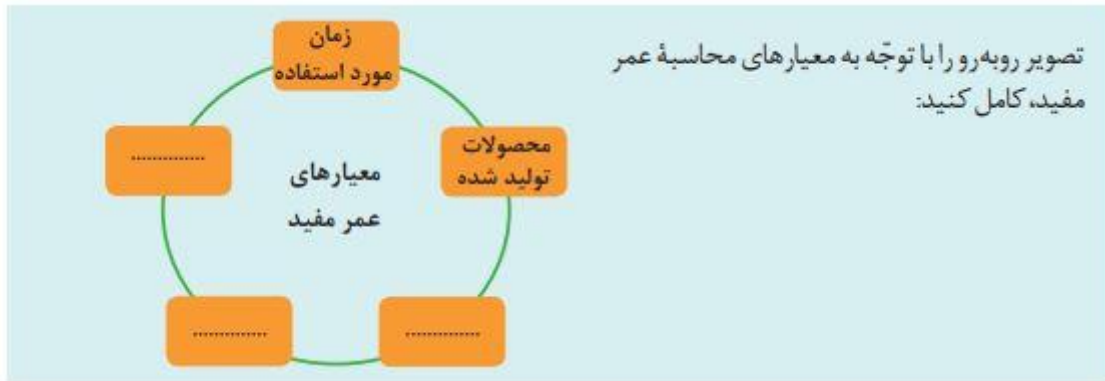 تصویر روبه‌رو را با توجّه به معیارهای محاسبهٔ عمر
مفید، کامل کنید:
زمان
مورد استفاده
محصولات
تولید شده
..............
معیارهای
عمر مفید
..............
..............